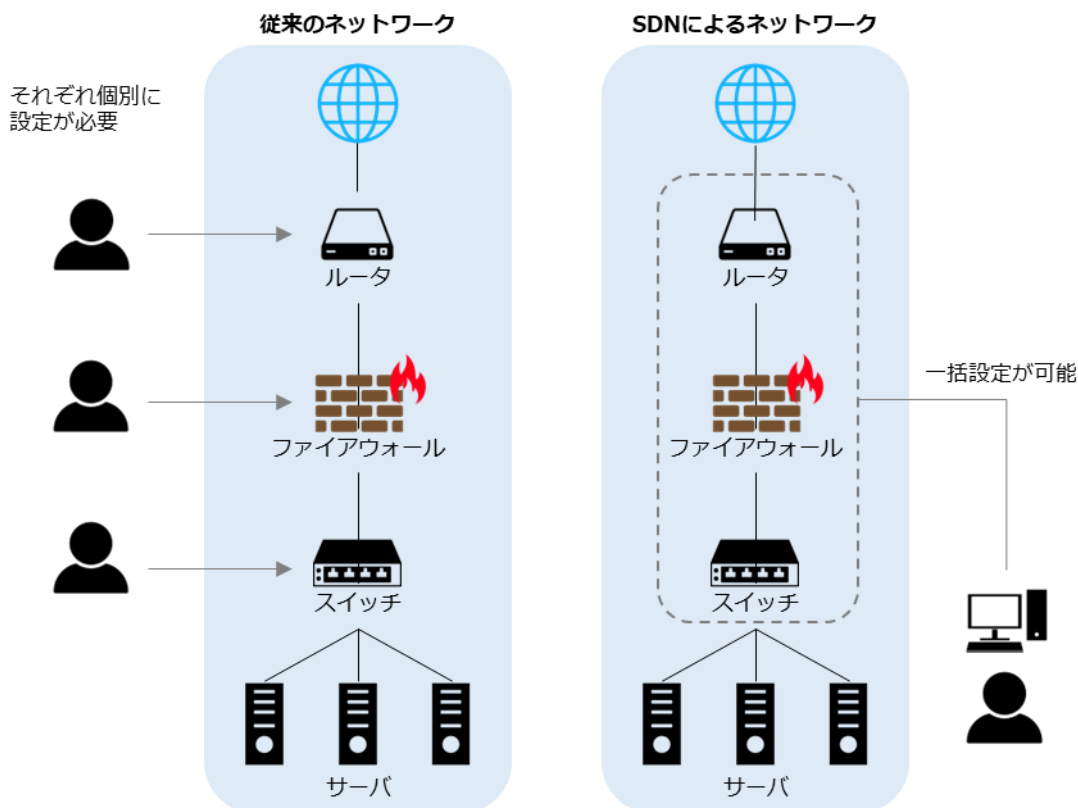 従来のネットワーク
SDNによるネットワーク
それぞれ個別に
設定が必要
ルータ
ファイアウォール
スイッチ
サーバ
ルータ
ファイアウォール
スイッチ
サーバ
一括設定が可能